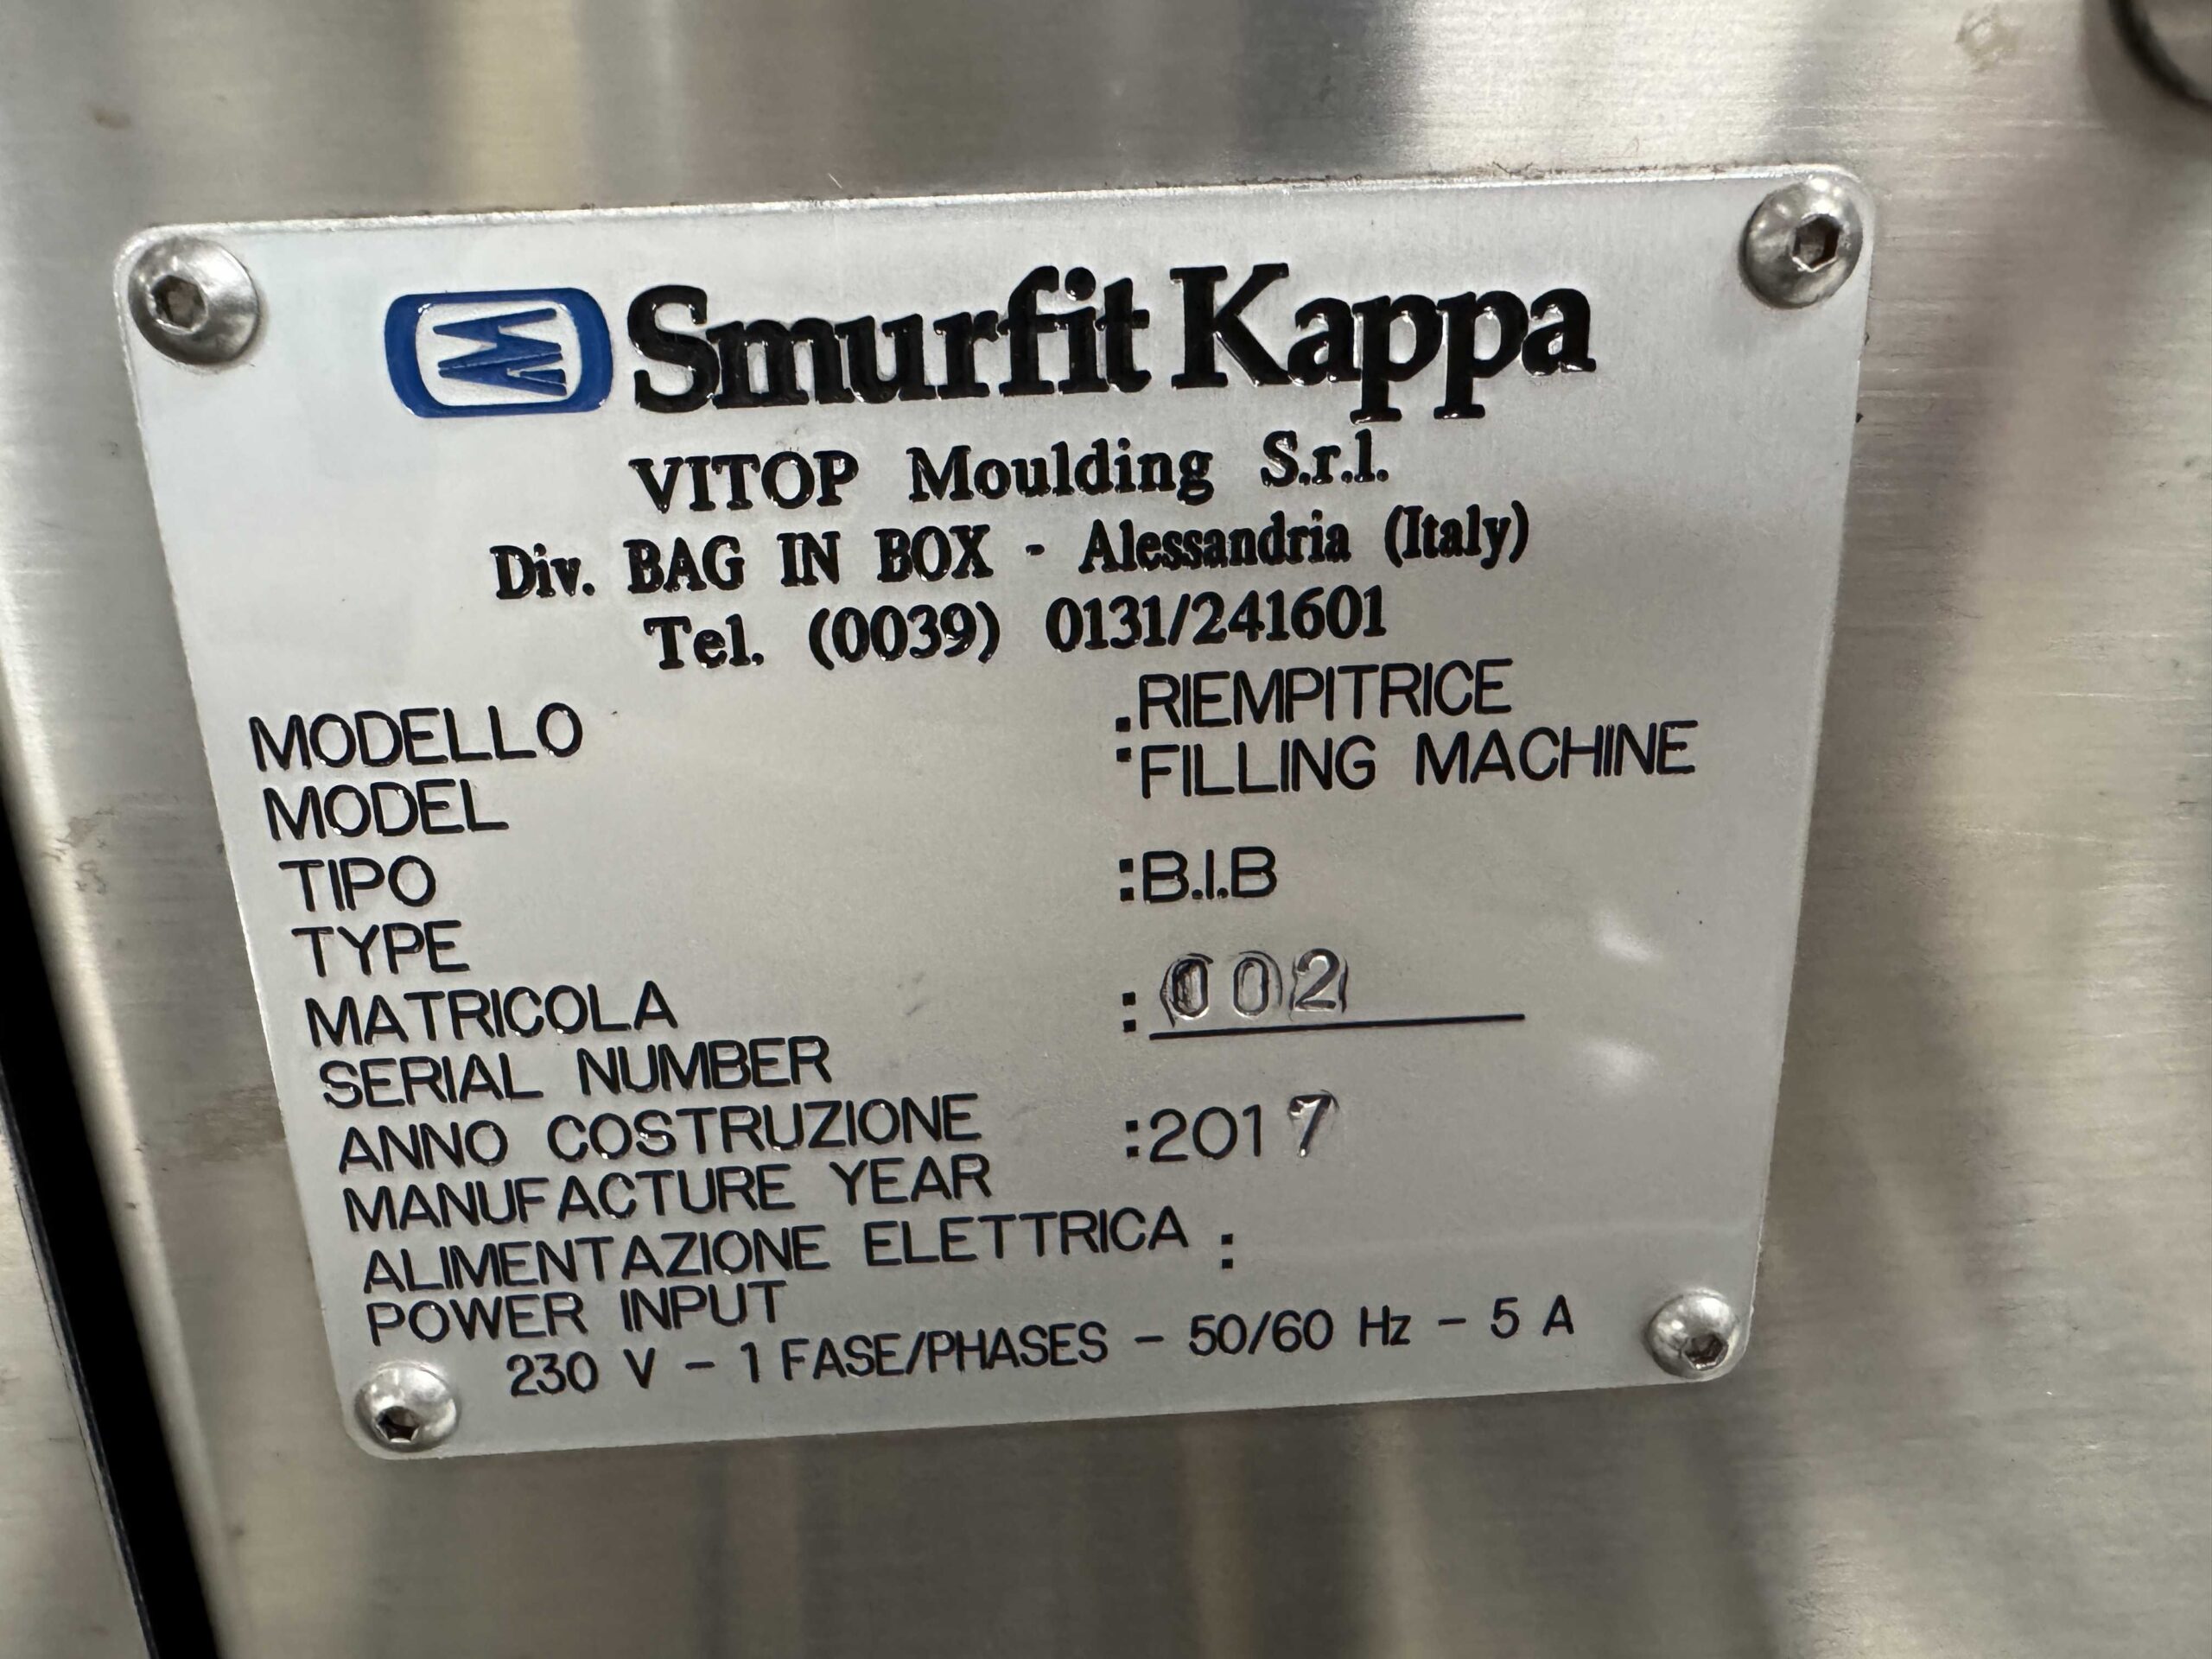 Smurfit Kappa
VITOP Moulding S.r.l.
Div. BAG IN BOX - Alessandria (Italy)
Tel. (0039) 0131/241601
MODELLO :RIEMPITRICE
MODEL :FILLING MACHINE
TIPO :B.I.B
TYPE
MATRICOLA :002
SERIAL NUMBER
ANNO COSTRUZIONE :2017
MANUFACTURE YEAR
ALIMENTAZIONE ELETTRICA :
POWER INPUT
230 V - 1 FASE/PHASES - 50/60 Hz - 5 A